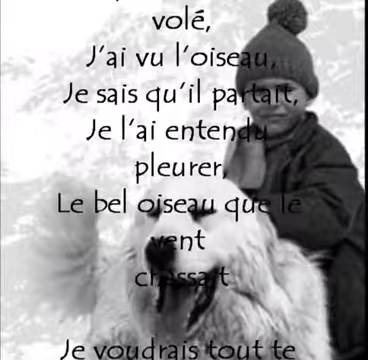 volé,
J'ai vu l'oiseau,
Je sais qu'il partait,
Je l'ai entendu
pleurer,
Le bel oiseau que le
vent
chassait
Je voudrais tout te